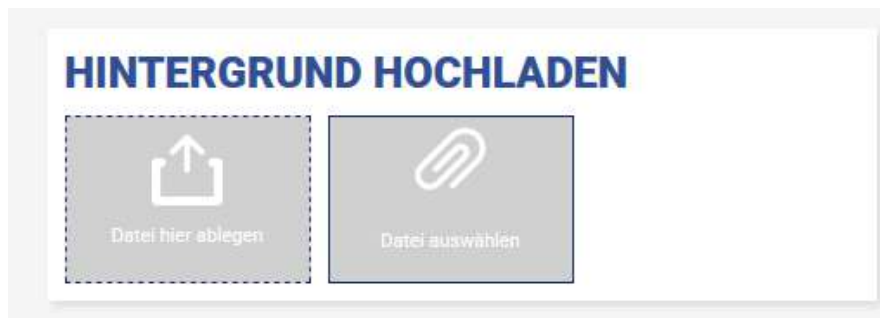 HINTERGRUND HOCHLADEN
Datei hier ablegen
Datei auswählen